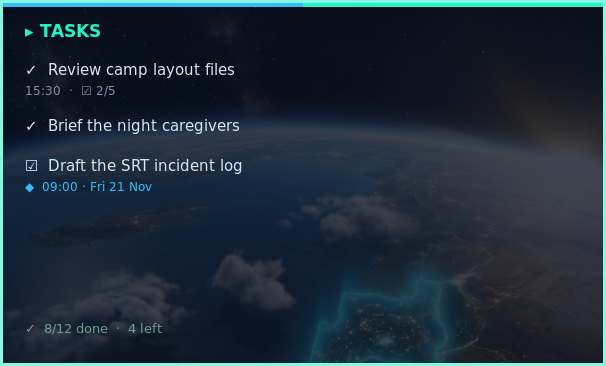 ▸ TASKS
✓ Review camp layout files
15:30 · ☑ 2/5
✓ Brief the night caregivers
☑ Draft the SRT incident log
◆ 09:00 · Fri 21 Nov
✓ 8/12 done · 4 left